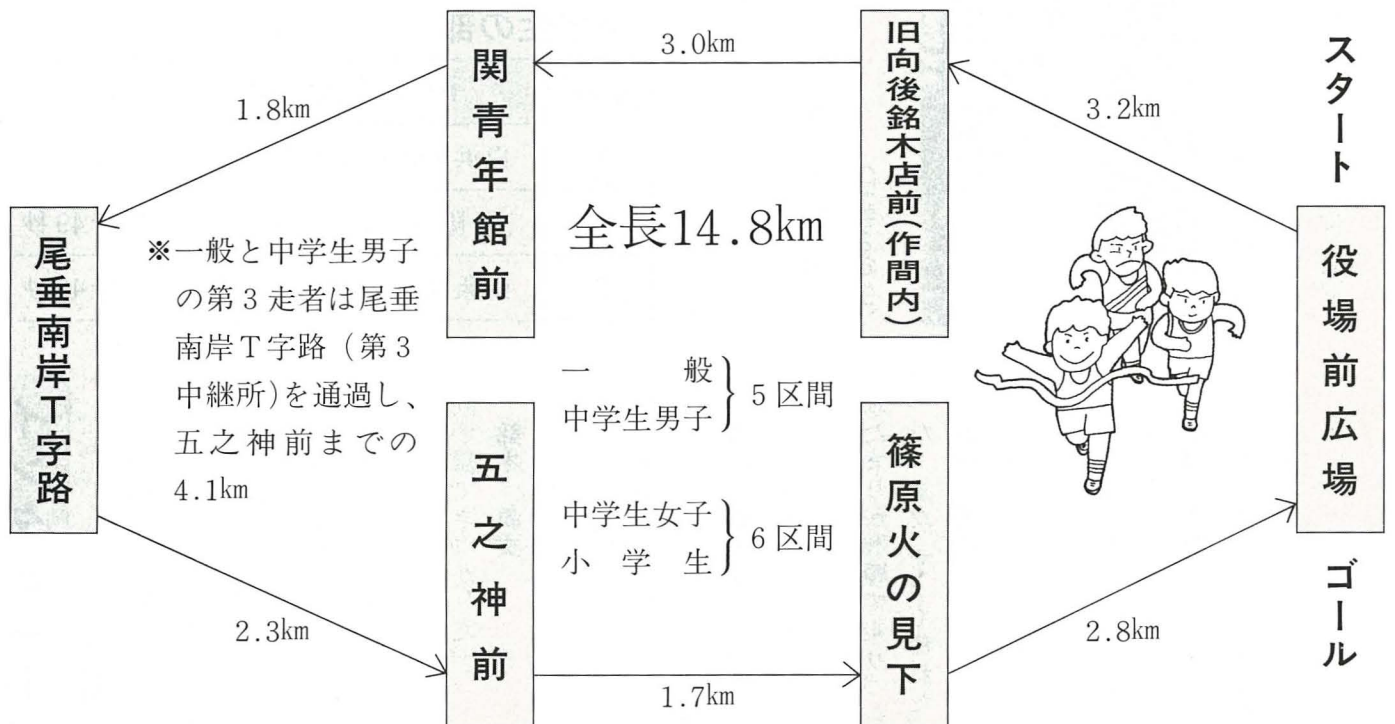 スタート
役場前広場
ゴール
3.2km
旧向後銘木店前(作間内)
3.0km
関青年館前
1.8km
尾垂南岸T字路
2.3km
五之神前
1.7km
篠原火の見下
2.8km
全長14.8km
※一般と中学生男子
の第3走者は尾垂
南岸T字路(第3
中継所)を通過し、
五之神前までの
4.1km
一般
中学生男子
5区間
中学生女子
小学生
6区間